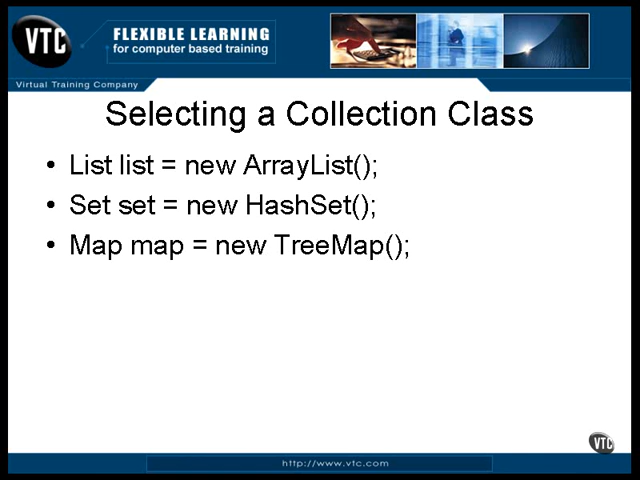 VTC
FLEXIBLE LEARNING
for computer based training
Virtual Training Company
Selecting a Collection Class
• List list = new ArrayList();
• Set set = new HashSet();
• Map map = new TreeMap();
VTC
http://www.vtc.com